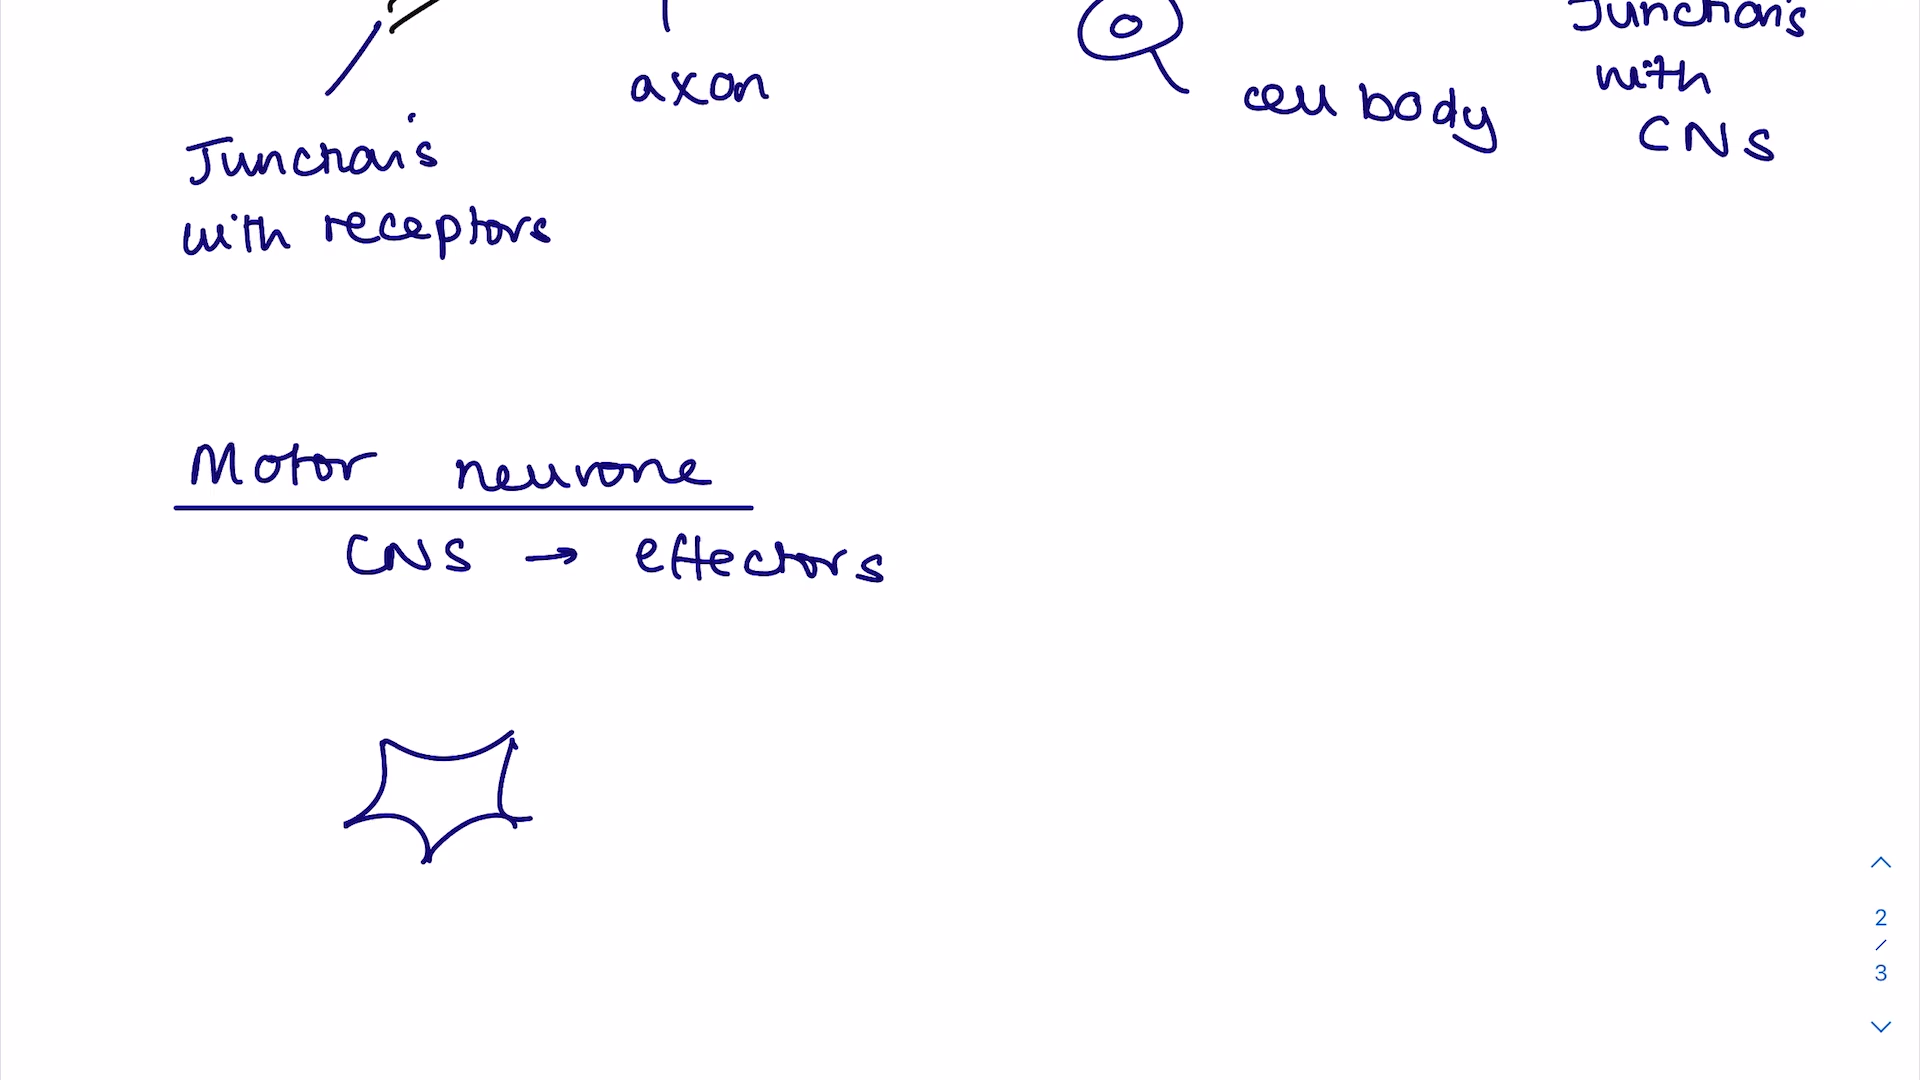 Junctions
with
CNS
axon
cell body
Junctions
with receptors
Motor neurone
CNS → effectors
2
/
3